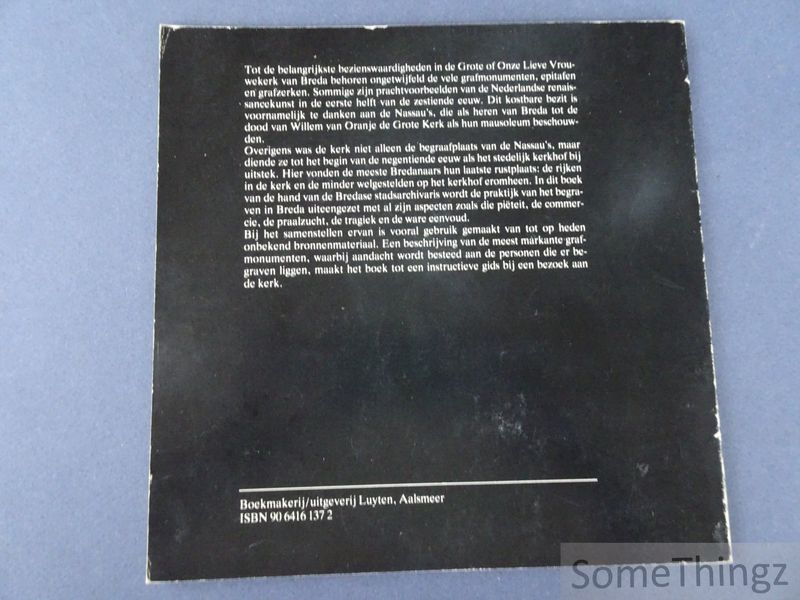 Tot de belangrijkste bezienswaardigheden in de Grote of Onze Lieve Vrou-
wekerk van Breda behoren ongetwijfeld de vele grafmonumenten, epitafen
en grafzerken. Sommige zijn prachtvoorbeelden van de Nederlandse renais-
sancekunst in de eerste helft van de zestiende eeuw. Dit kostbare bezit is
voornamelijk te danken aan de Nassau's, die als heren van Breda tot de
dood van Willem van Oranje de Grote Kerk als hun mausoleum beschouw-
den.
Overigens was de kerk niet alleen de begraafplaats van de Nassau's, maar
diende ze tot het begin van de negentiende eeuw als het stedelijk kerkhof bij
uitstek. Hier vonden de meeste Bredanaars hun laatste rustplaats: de rijken
in de kerk en de minder welgestelden op het kerkhof eromheen. In dit boek
van de hand van de Bredase stadsarchivaris wordt de praktijk van het begra-
ven in Breda uiteengezet met al zijn aspecten zoals die piëteit, de commer-
cie, de praalzucht, de tragiek en de ware eenvoud.
Bij het samenstellen ervan is vooral gebruik gemaakt van tot op heden
onbekend bronnenmateriaal. Een beschrijving van de meest markante graf-
monumenten, waarbij aandacht wordt besteed aan de personen die er be-
graven liggen, maakt het boek tot een instructieve gids bij een bezoek aan
de kerk.
Boekmakerij/uitgeverij Luyten, Aalsmeer
ISBN 90 6416 137 2
SomeThingz